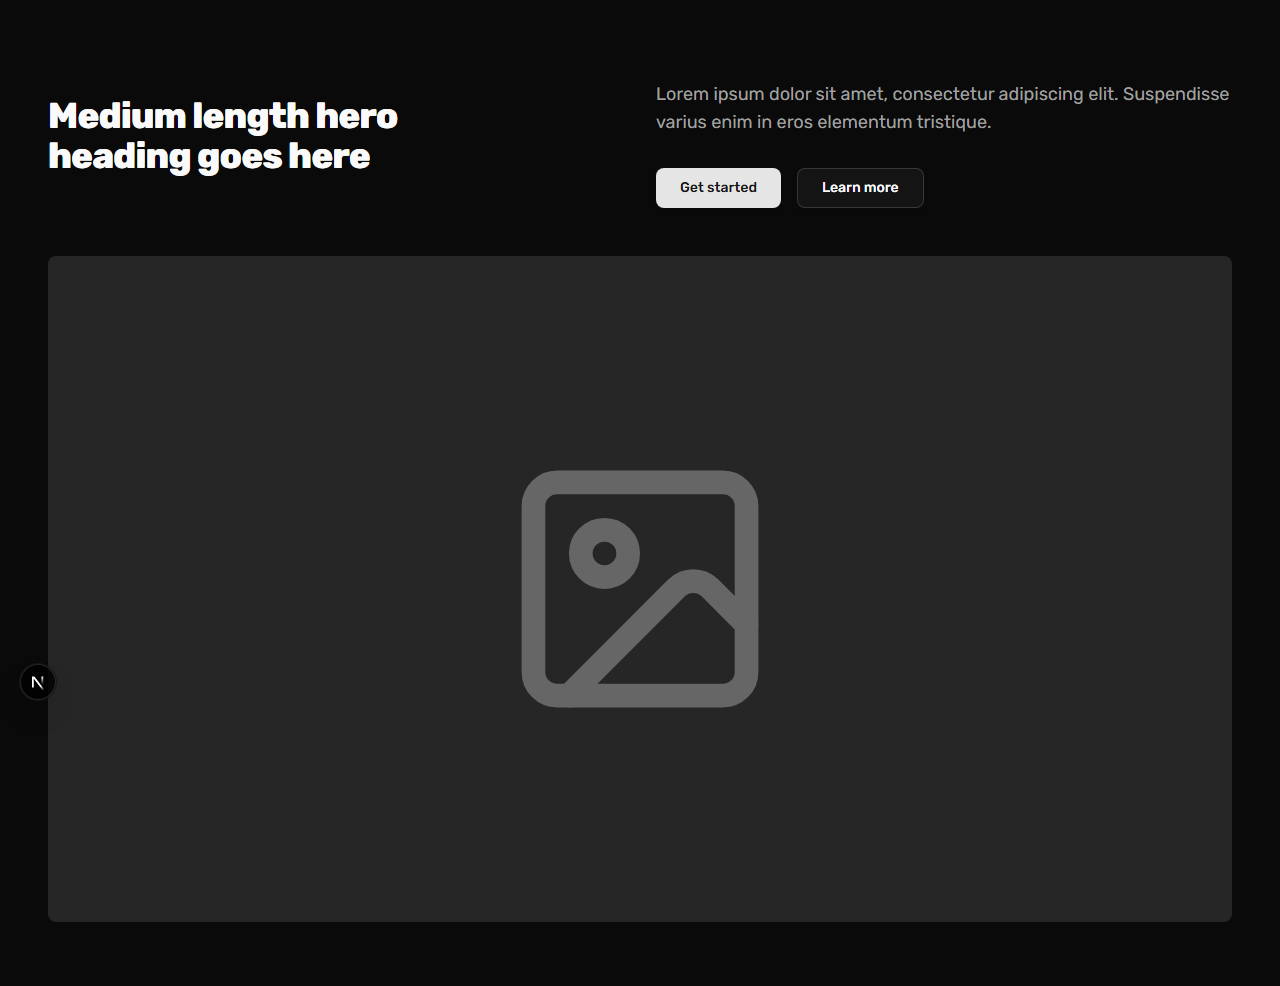 Medium length hero
heading goes here
Lorem ipsum dolor sit amet, consectetur adipiscing elit. Suspendisse
varius enim in eros elementum tristique.
Get started
Learn more
N